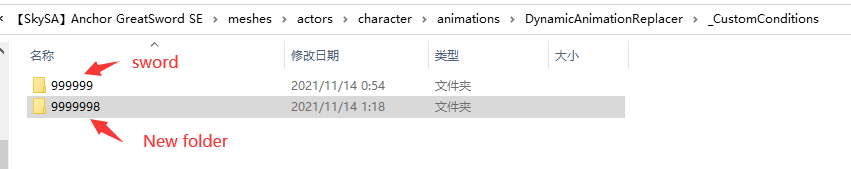 【SkySA】Anchor GreatSword SE > meshes > actors > character > animations > DynamicAnimationReplacer > _CustomConditions
名称 修改日期 类型 大小
sword
999999 2021/11/14 0:54 文件夹
9999998 2021/11/14 1:18 文件夹
New folder